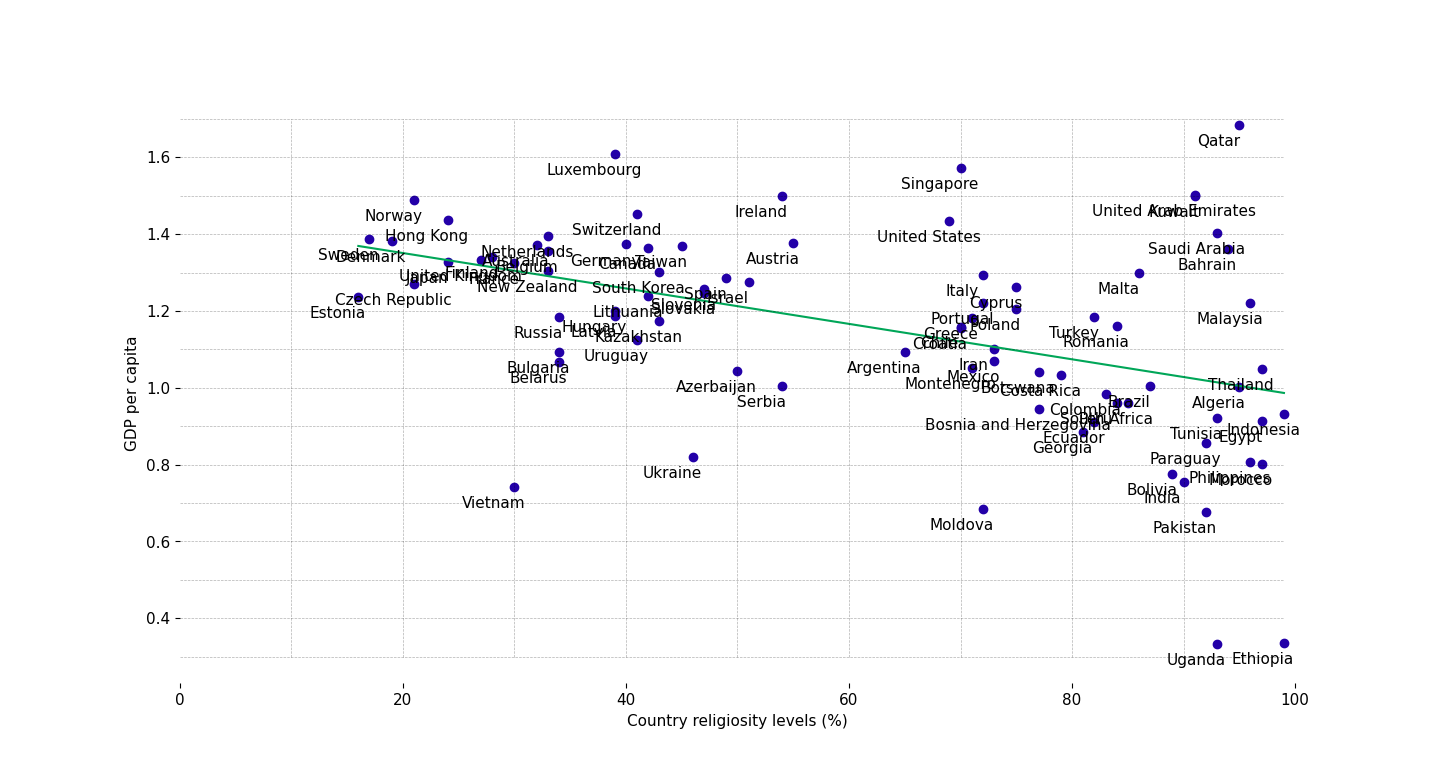 Qatar
1.6
Luxembourg
Singapore
Norway
Ireland
United Arab Emirates
Kuwait
Switzerland
1.4
Hong Kong
United States
Saudi Arabia
Sweden
Denmark
Netherlands
Australia
Belgium
Germany
Canada
Taiwan
Austria
Bahrain
Japan
United Kingdom
Finland
France
New Zealand
South Korea
Spain
Israel
Italy
Malta
Czech Republic
Estonia
Lithuania
Slovenia
Slovakia
Cyprus
1.2
Portugal
Poland
Malaysia
Russia
Hungary
Latvia
Kazakhstan
Greece
Chile
Croatia
Turkey
Romania
Uruguay
Bulgaria
Belarus
Argentina
Iran
Mexico
Montenegro
Botswana
Costa Rica
1.0
Azerbaijan
Serbia
Thailand
Algeria
Brazil
Colombia
Peru
South Africa
Bosnia and Herzegovina
Ecuador
Georgia
Tunisia
Egypt
Indonesia
GDP per capita
0.8
Ukraine
Paraguay
Philippines
Morocco
Bolivia
India
Vietnam
Moldova
Pakistan
0.6
0.4
Uganda
Ethiopia
0 20 40 60 80 100
Country religiosity levels (%)